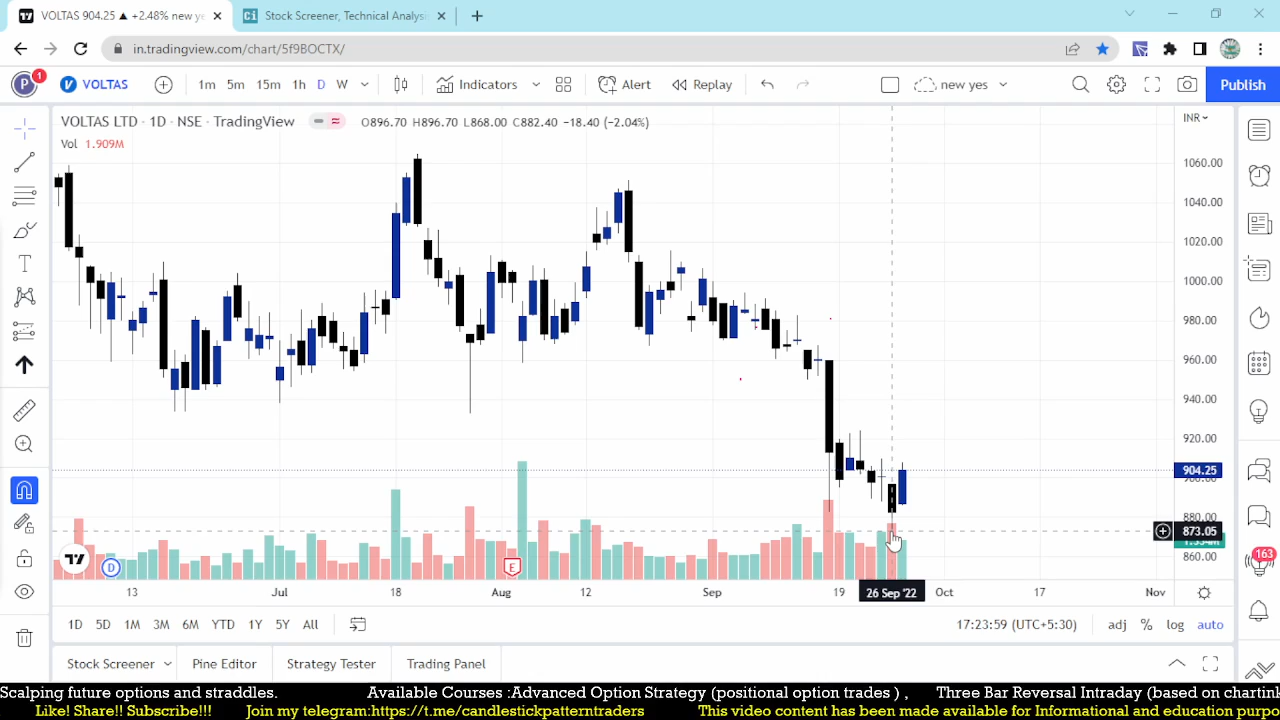 VOLTAS 904.25 ▲ +2.48% new ye
Stock Screener, Technical Analysis
in.tradingview.com/chart/5f9BOCTX/
P 1 VOLTAS 1m 5m 15m 1h D W Indicators Alert Replay new yes Publish
VOLTAS LTD · 1D · NSE · TradingView O896.70 H896.70 L868.00 C882.40 −18.40 (−2.04%) INR
Vol 1.909M
1060.00
1040.00
1020.00
1000.00
980.00
960.00
940.00
920.00
904.25
900.00
880.00
873.05
860.00
D E
163
13 Jul 18 Aug 12 Sep 19 26 Sep '22 Oct 17 Nov
1D 5D 1M 3M 6M YTD 1Y 5Y All 17:23:59 (UTC+5:30) adj % log auto
Stock Screener Pine Editor Strategy Tester Trading Panel
Scalping future options and straddles. Available Courses :Advanced Option Strategy (positional option trades ) , Three Bar Reversal Intraday (based on chartink
Like! Share!! Subscribe!!! Join my telegram:https://t.me/candlestickpatterntraders This video content has been made available for Informational and education purpo